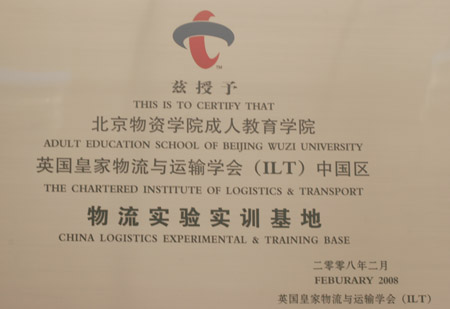 TM
兹授予
THIS IS TO CERTIFY THAT
北京物资学院成人教育学院
ADULT EDUCATION SCHOOL OF BEIJING WUZI UNIVERSITY
英国皇家物流与运输学会（ILT）中国区
THE CHARTERED INSTITUTE OF LOGISTICS & TRANSPORT
物流实验实训基地
CHINA LOGISTICS EXPERIMENTAL & TRAINING BASE
二零零八年二月
FEBURARY 2008
英国皇家物流与运输学会（ILT）